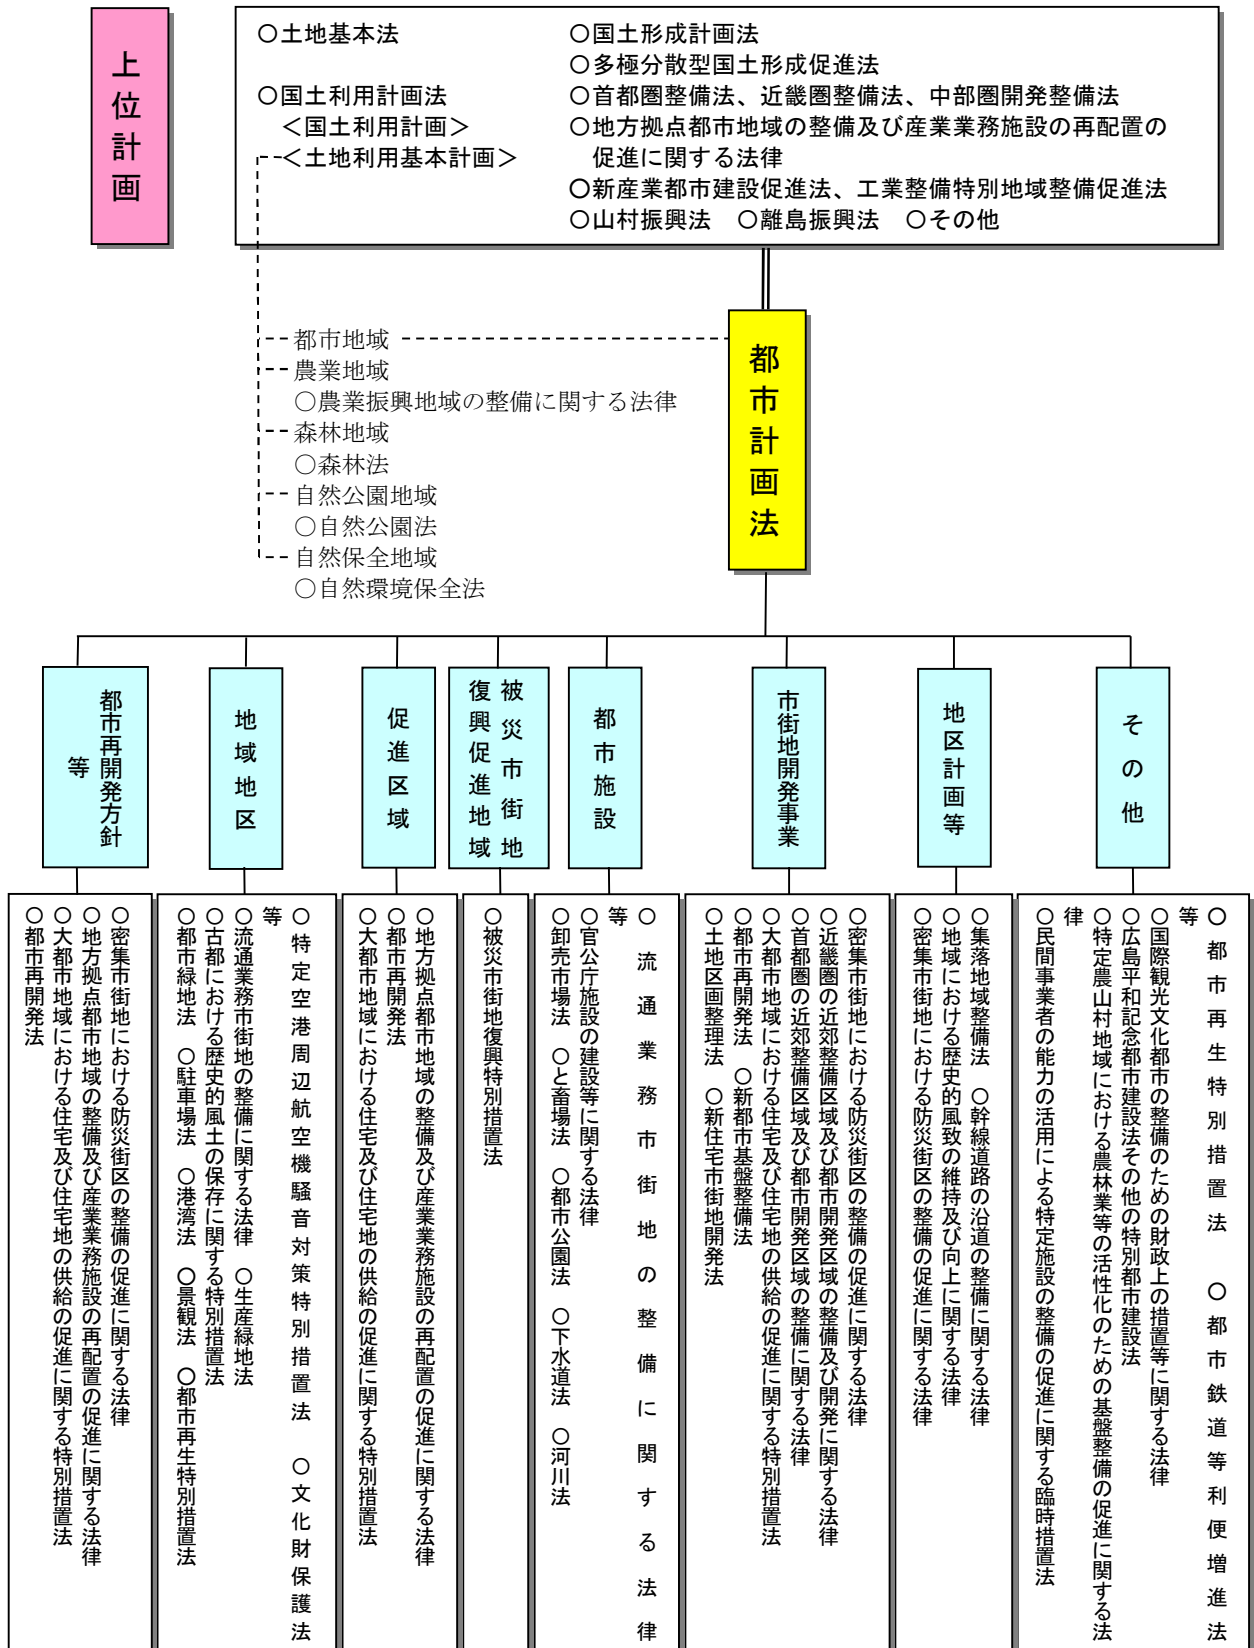 上位計画
○土地基本法
○国土利用計画法
＜国土利用計画＞
＜土地利用基本計画＞
○国土形成計画法
○多極分散型国土形成促進法
○首都圏整備法、近畿圏整備法、中部圏開発整備法
○地方拠点都市地域の整備及び産業業務施設の再配置の
促進に関する法律
○新産業都市建設促進法、工業整備特別地域整備促進法
○山村振興法　○離島振興法　○その他
都市地域
農業地域
○農業振興地域の整備に関する法律
森林地域
○森林法
自然公園地域
○自然公園法
自然保全地域
○自然環境保全法
都市計画法
都市再開発方針
等
地域地区
促進区域
被災市街地
復興促進地域
都市施設
市街地開発事業
地区計画等
その他
○密集市街地における防災街区の整備の促進に関する法律
○地方拠点都市地域の整備及び産業業務施設の再配置の促進に関する法律
○大都市地域における住宅及び住宅地の供給の促進に関する特別措置法
○都市再開発法
○特定空港周辺航空機騒音対策特別措置法　○文化財保護法
等
○流通業務市街地の整備に関する法律　○生産緑地法
○古都における歴史的風土の保存に関する特別措置法
○都市緑地法　○駐車場法　○港湾法　○景観法　○都市再生特別措置法
○地方拠点都市地域の整備及び産業業務施設の再配置の促進に関する法律
○都市再開発法
○大都市地域における住宅及び住宅地の供給の促進に関する特別措置法
○被災市街地復興特別措置法
○流通業務市街地の整備に関する法律
等
○官公庁施設の建設等に関する法律
○卸売市場法　○と畜場法　○都市公園法　○下水道法　○河川法
○密集市街地における防災街区の整備の促進に関する法律
○近畿圏の近郊整備区域及び都市開発区域の整備及び開発に関する法律
○首都圏の近郊整備区域及び都市開発区域の整備に関する法律
○大都市地域における住宅及び住宅地の供給の促進に関する特別措置法
○都市再開発法　○新都市基盤整備法
○土地区画整理法　○新住宅市街地開発法
○集落地域整備法　○幹線道路の沿道の整備に関する法律
○地域における歴史的風致の維持及び向上に関する法律
○密集市街地における防災街区の整備の促進に関する法律
○都市再生特別措置法　○都市鉄道等利便増進法
等
○国際観光文化都市の整備のための財政上の措置等に関する法律
○広島平和記念都市建設法その他の特別都市建設法
○特定農山村地域における農林業等の活性化のための基盤整備の促進に関する法
律
○民間事業者の能力の活用による特定施設の整備の促進に関する臨時措置法